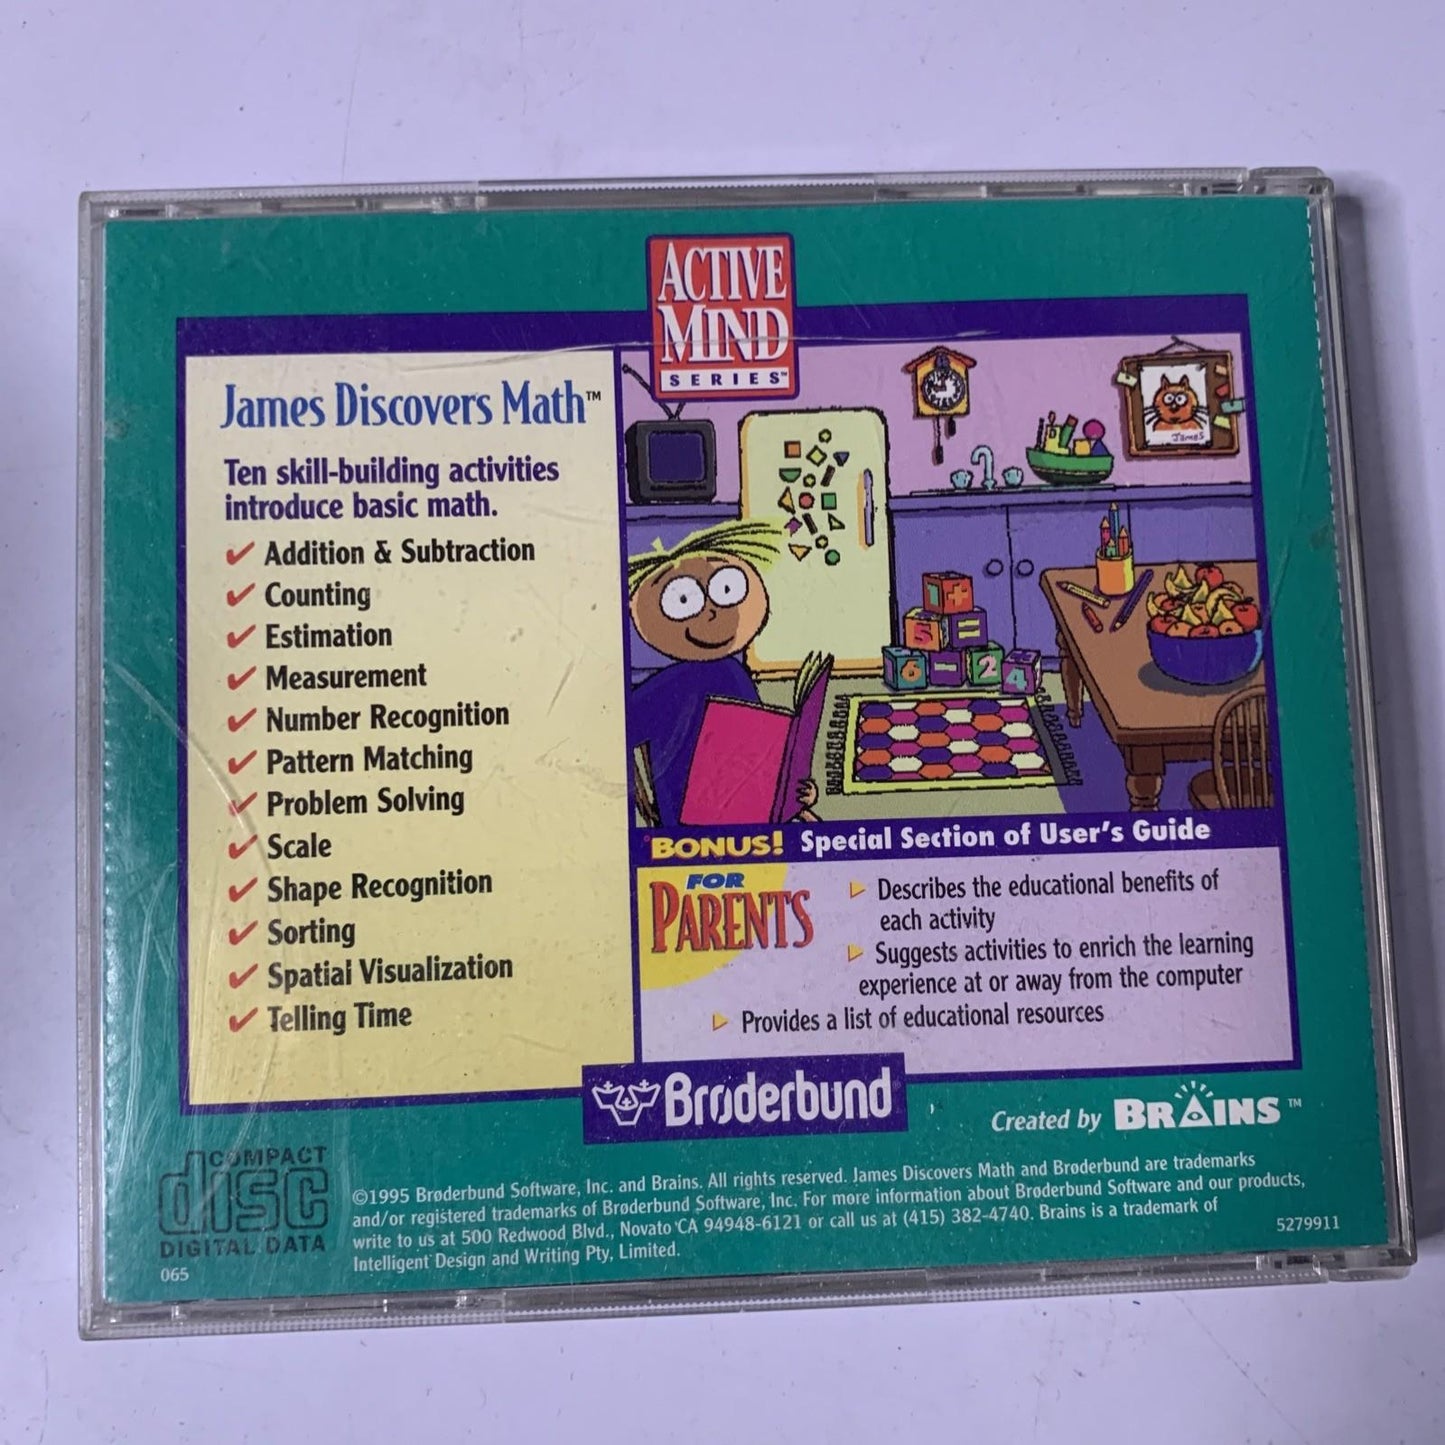 ACTIVE
MIND
SERIES™
James Discovers Math™
Ten skill-building activities
introduce basic math.
Addition & Subtraction
Counting
Estimation
Measurement
Number Recognition
Pattern Matching
Problem Solving
Scale
Shape Recognition
Sorting
Spatial Visualization
Telling Time
James
1 +
5 =
6 - 2 4
BONUS! Special Section of User's Guide
FOR
PARENTS
Describes the educational benefits of
each activity
Suggests activities to enrich the learning
experience at or away from the computer
Provides a list of educational resources
Brøderbund®
Created by BRAINS™
COMPACT
disc
DIGITAL DATA
065
©1995 Brøderbund Software, Inc. and Brains. All rights reserved. James Discovers Math and Brøderbund are trademarks
and/or registered trademarks of Brøderbund Software, Inc. For more information about Brøderbund Software and our products,
write to us at 500 Redwood Blvd., Novato CA 94948-6121 or call us at (415) 382-4740. Brains is a trademark of
Intelligent Design and Writing Pty, Limited.
5279911